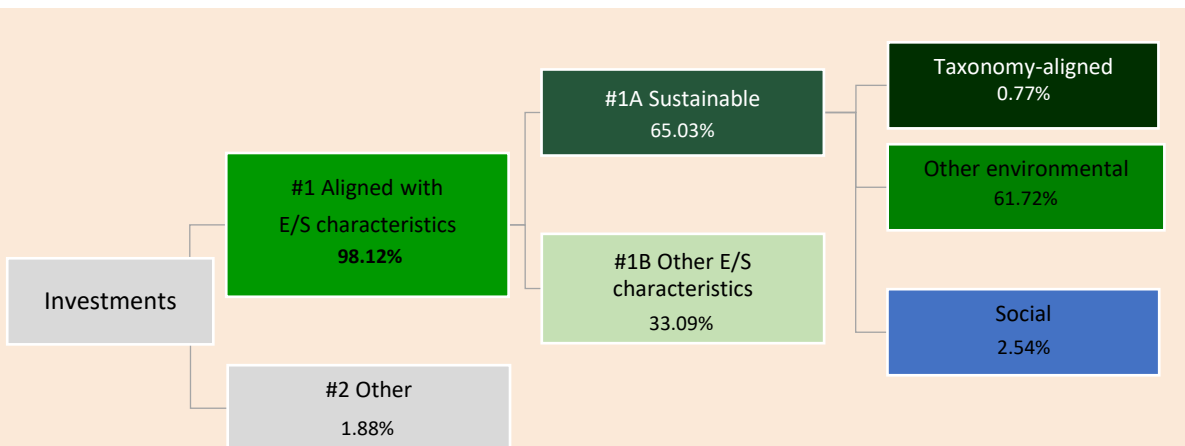 Investments
#1 Aligned with
E/S characteristics
98.12%
#2 Other
1.88%
#1A Sustainable
65.03%
#1B Other E/S
characteristics
33.09%
Taxonomy-aligned
0.77%
Other environmental
61.72%
Social
2.54%